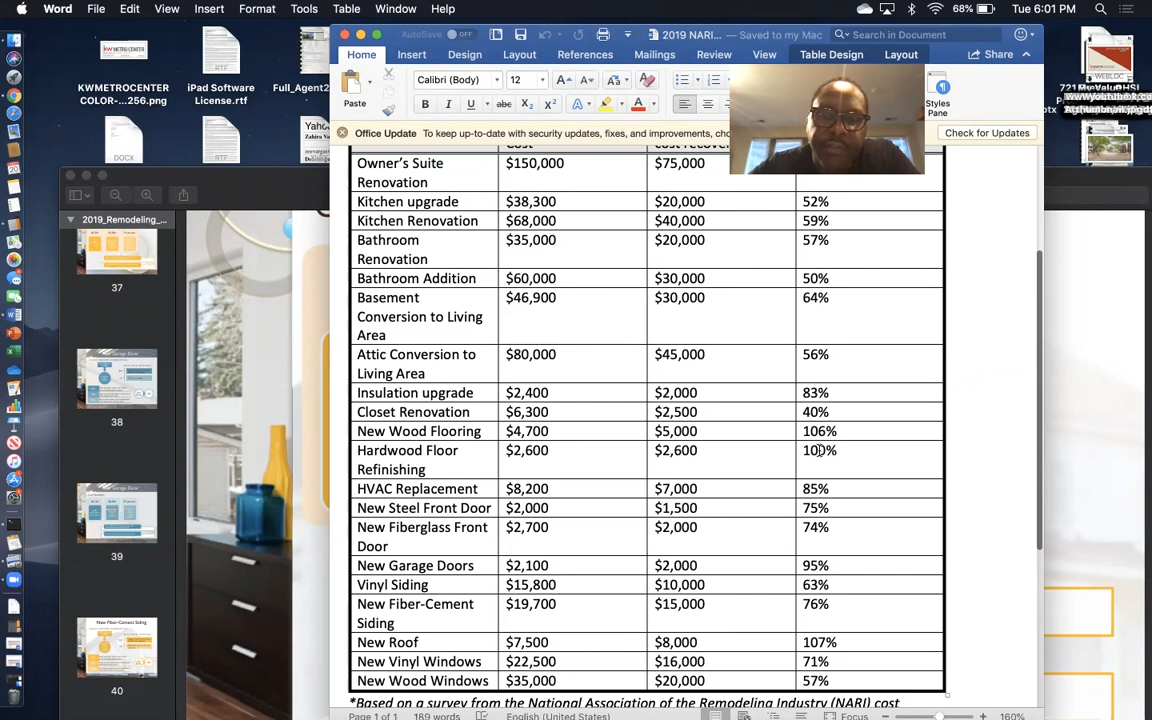 Word File Edit View Insert Format Tools Table Window Help 68% Tue 6:01 PM
AutoSave OFF 2019 NARI... — Saved to my Mac Search in Document
Home Insert Design Layout References Mailings Review View Table Design Layout Share
KWMETROCENTER
COLOR-...256.png
iPad Software
License.rtf
Full_Agent2
WEBLOC
Calibri (Body) 12
Paste
Styles
Pane
Office Update To keep up-to-date with security updates, fixes, and improvements, cho
Check for Updates
DOCX
RTF
RTF
2019_Remodeling_...
37
38
39
New Fiber-Cement Siding
40
Owner's Suite Renovation $150,000 $75,000
Kitchen upgrade $38,300 $20,000 52%
Kitchen Renovation $68,000 $40,000 59%
Bathroom Renovation $35,000 $20,000 57%
Bathroom Addition $60,000 $30,000 50%
Basement Conversion to Living Area $46,900 $30,000 64%
Attic Conversion to Living Area $80,000 $45,000 56%
Insulation upgrade $2,400 $2,000 83%
Closet Renovation $6,300 $2,500 40%
New Wood Flooring $4,700 $5,000 106%
Hardwood Floor Refinishing $2,600 $2,600 100%
HVAC Replacement $8,200 $7,000 85%
New Steel Front Door $2,000 $1,500 75%
New Fiberglass Front Door $2,700 $2,000 74%
New Garage Doors $2,100 $2,000 95%
Vinyl Siding $15,800 $10,000 63%
New Fiber-Cement Siding $19,700 $15,000 76%
New Roof $7,500 $8,000 107%
New Vinyl Windows $22,500 $16,000 71%
New Wood Windows $35,000 $20,000 57%
*Based on a survey from the National Association of the Remodeling Industry (NARI) cost
Page 1 of 1 189 words English (United States) Focus 160%